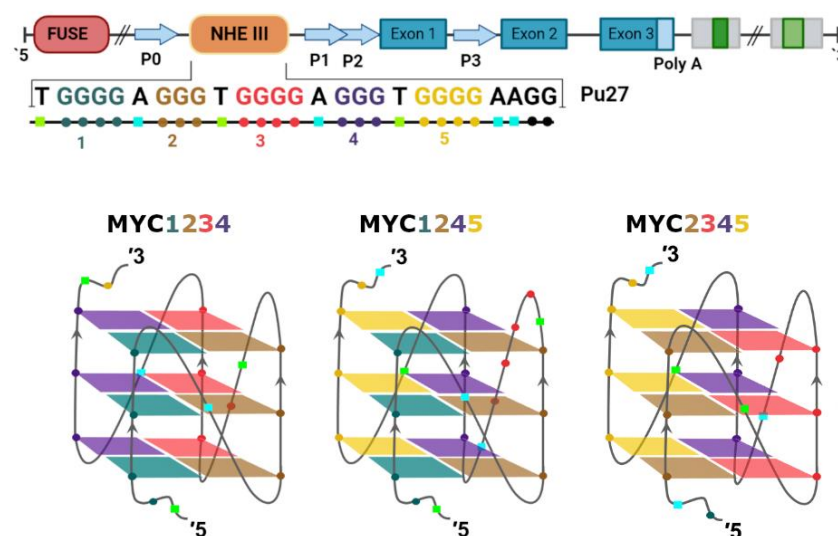 FUSE NHE III Exon 1 Exon 2 Exon 3
`5 P0 P1 P2 P3 Poly A
T GGGG A GGG T GGGG A GGG T GGGG AAGG Pu27
1 2 3 4 5
MYC1234 MYC1245 MYC2345
'3 '3 '3
'5 '5 '5